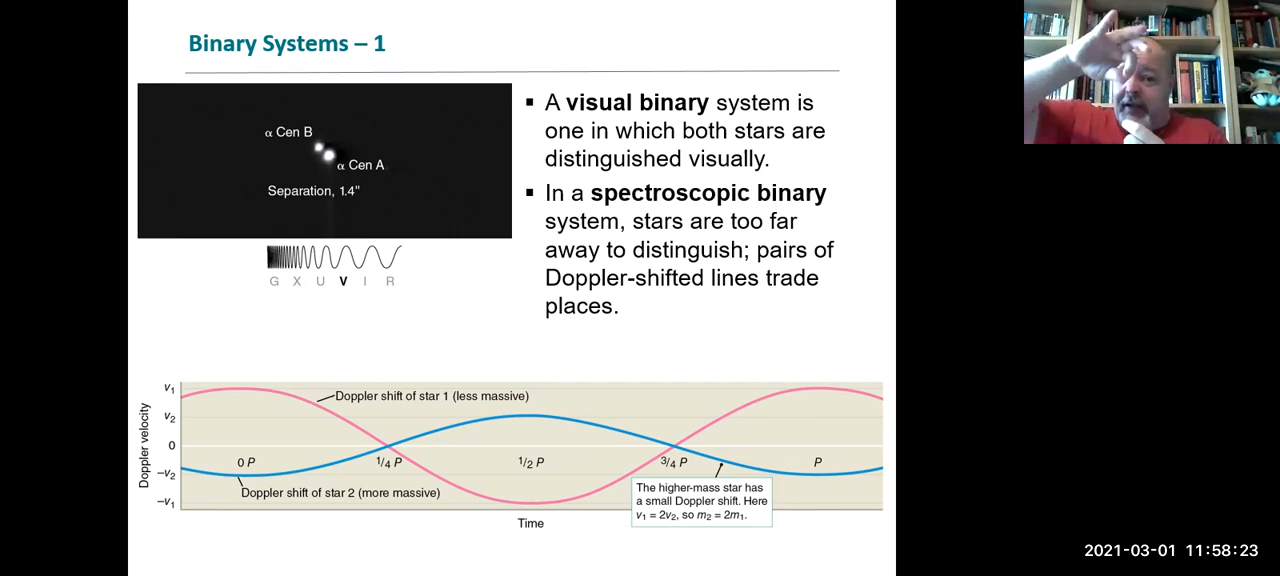 Binary Systems – 1
α Cen B
α Cen A
Separation, 1.4"
G X U V I R
▪ A visual binary system is
one in which both stars are
distinguished visually.
▪ In a spectroscopic binary
system, stars are too far
away to distinguish; pairs of
Doppler-shifted lines trade
places.
Doppler velocity
v₁
v₂
0
–v₂
–v₁
Doppler shift of star 1 (less massive)
0 P
1/4 P
1/2 P
3/4 P
P
Doppler shift of star 2 (more massive)
The higher-mass star has
a small Doppler shift. Here
v₁ = 2v₂, so m₂ = 2m₁.
Time
2021-03-01 11:58:23